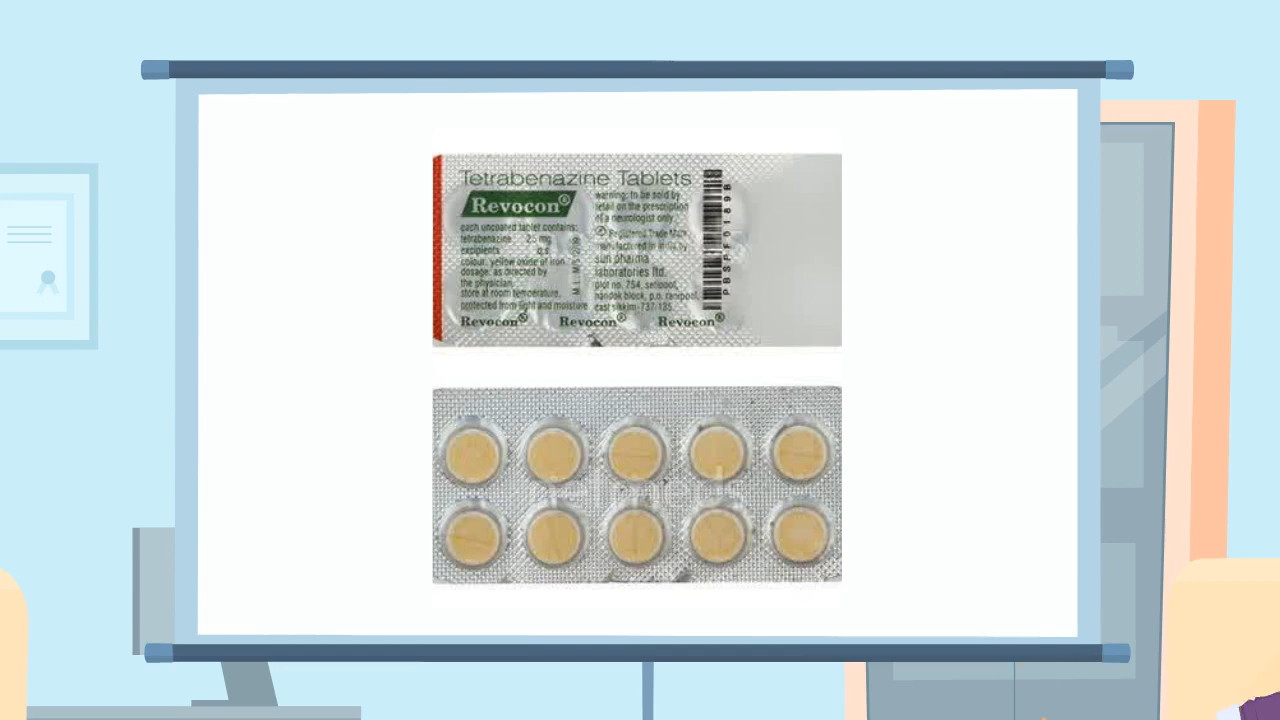 Tetrabenazine Tablets
Revocon®
each uncoated tablet contains:
tetrabenazine 25 mg
excipients q.s.
colour: yellow oxide of iron
dosage: as directed by
the physician.
store at room temperature.
protected from light and moisture.
warning: to be sold by
retail on the prescription
of a neurologist only.
Registered Trade Mark
manufactured in india by
sun pharma
laboratories ltd.
plot no. 754, setipool,
nandok block, p.o. ranipool,
east sikkim-737 135.
Revocon® Revocon® Revocon®